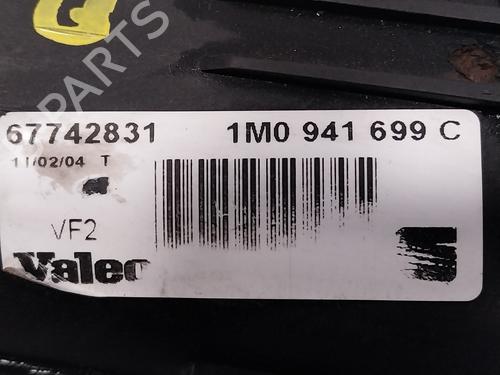 PARTS
67742831 1M0 941 699 C
11/02/04 T
VF2
Valeo